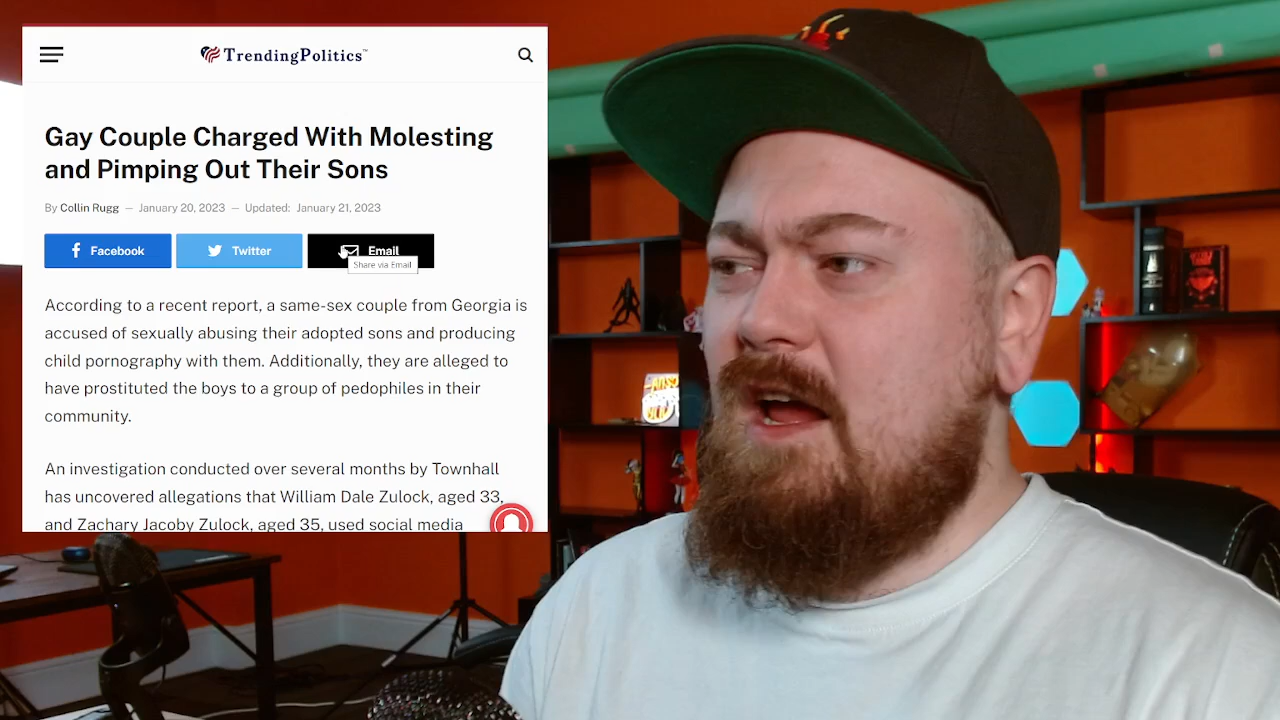 TrendingPolitics™
Gay Couple Charged With Molesting
and Pimping Out Their Sons
By Collin Rugg — January 20, 2023 — Updated: January 21, 2023
Facebook Twitter Email
Share via Email
According to a recent report, a same-sex couple from Georgia is
accused of sexually abusing their adopted sons and producing
child pornography with them. Additionally, they are alleged to
have prostituted the boys to a group of pedophiles in their
community.
An investigation conducted over several months by Townhall
has uncovered allegations that William Dale Zulock, aged 33,
and Zachary Jacoby Zulock, aged 35, used social media